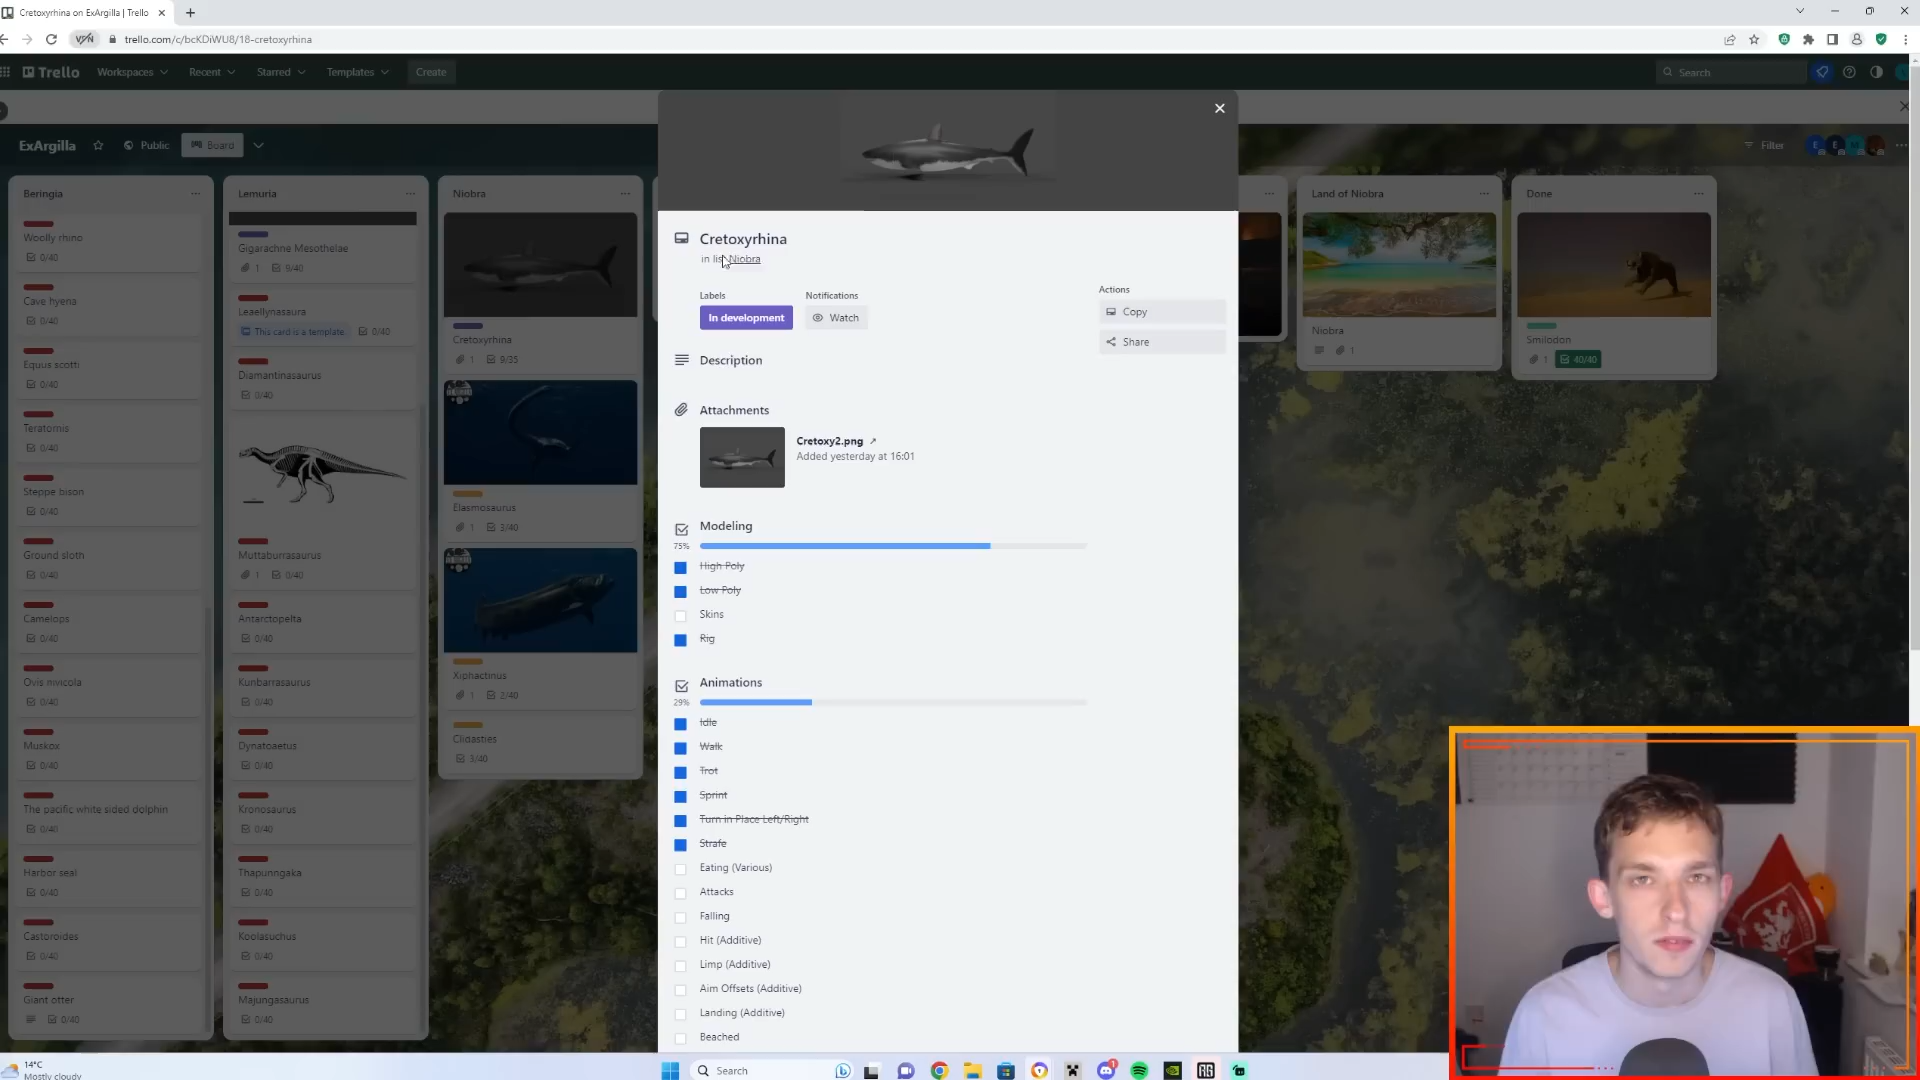 Cretoxyrhina on ExArgilla | Trello
trello.com/c/bcKDiWU8/18-cretoxyrhina
Trello
Workspaces
Recent
Starred
Templates
Create
Search
ExArgilla
Public
Board
Filter
Beringia
Woolly rhino
0/40
Cave hyena
0/40
Equus scotti
0/40
Teratornis
0/40
Steppe bison
0/40
Ground sloth
0/40
Camelops
0/40
Ovis nivicola
0/40
Muskox
0/40
The pacific white sided dolphin
0/40
Harbor seal
0/40
Castoroides
0/40
Giant otter
0/40
Lemuria
Gigarachne Mesothelae
1 9/40
Leaellynasaura
This card is a template. 0/40
Diamantinasaurus
0/40
Muttaburrasaurus
1 0/40
Antarctopelta
0/40
Kunbarrasaurus
0/40
Dynatoaetus
0/40
Kronosaurus
0/40
Thapunngaka
0/40
Koolasuchus
0/40
Majungasaurus
0/40
Niobra
Cretoxyrhina
1 9/35
Elasmosaurus
1 3/40
Xiphactinus
1 2/40
Clidasties
3/40
Cretoxyrhina
in lis Niobra
Labels
In development
Notifications
Watch
Description
Attachments
Cretoxy2.png ↗
Added yesterday at 16:01
Modeling
75%
High Poly
Low Poly
Skins
Rig
Animations
29%
Idle
Walk
Trot
Sprint
Turn in Place Left/Right
Strafe
Eating (Various)
Attacks
Falling
Hit (Additive)
Limp (Additive)
Aim Offsets (Additive)
Landing (Additive)
Beached
Actions
Copy
Share
Land of Niobra
Niobra
1
Done
Smilodon
1 40/40
14°C
Mostly cloudy
Search
1
RG